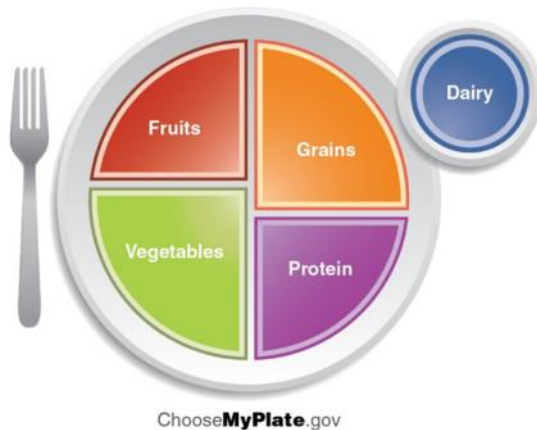 Fruits
Grains
Dairy
Vegetables
Protein
ChooseMyPlate.gov